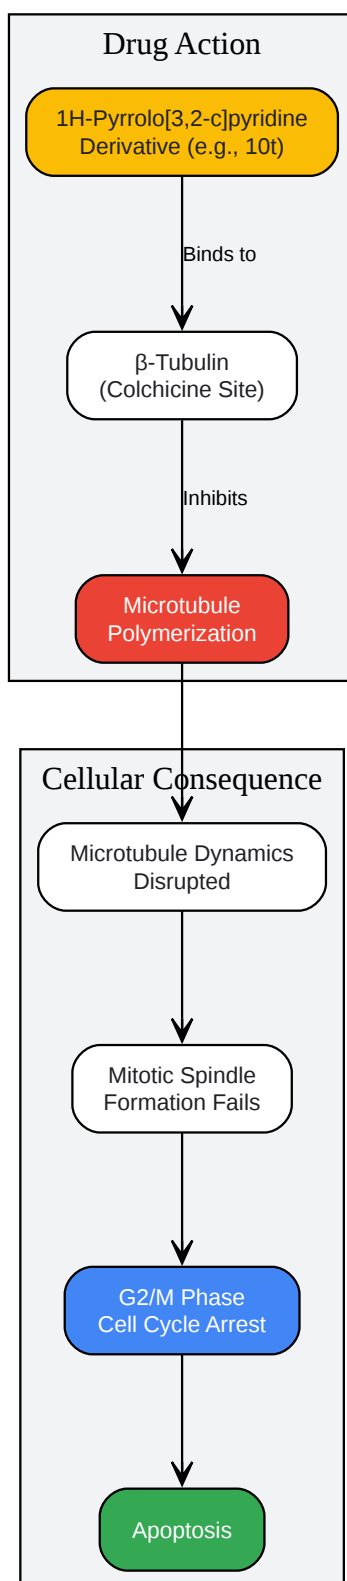 Drug Action
1H-Pyrrolo[3,2-c]pyridine
Derivative (e.g., 10t)
Binds to
β-Tubulin
(Colchicine Site)
Inhibits
Microtubule
Polymerization
Cellular Consequence
Microtubule Dynamics
Disrupted
Mitotic Spindle
Formation Fails
G2/M Phase
Cell Cycle Arrest
Apoptosis